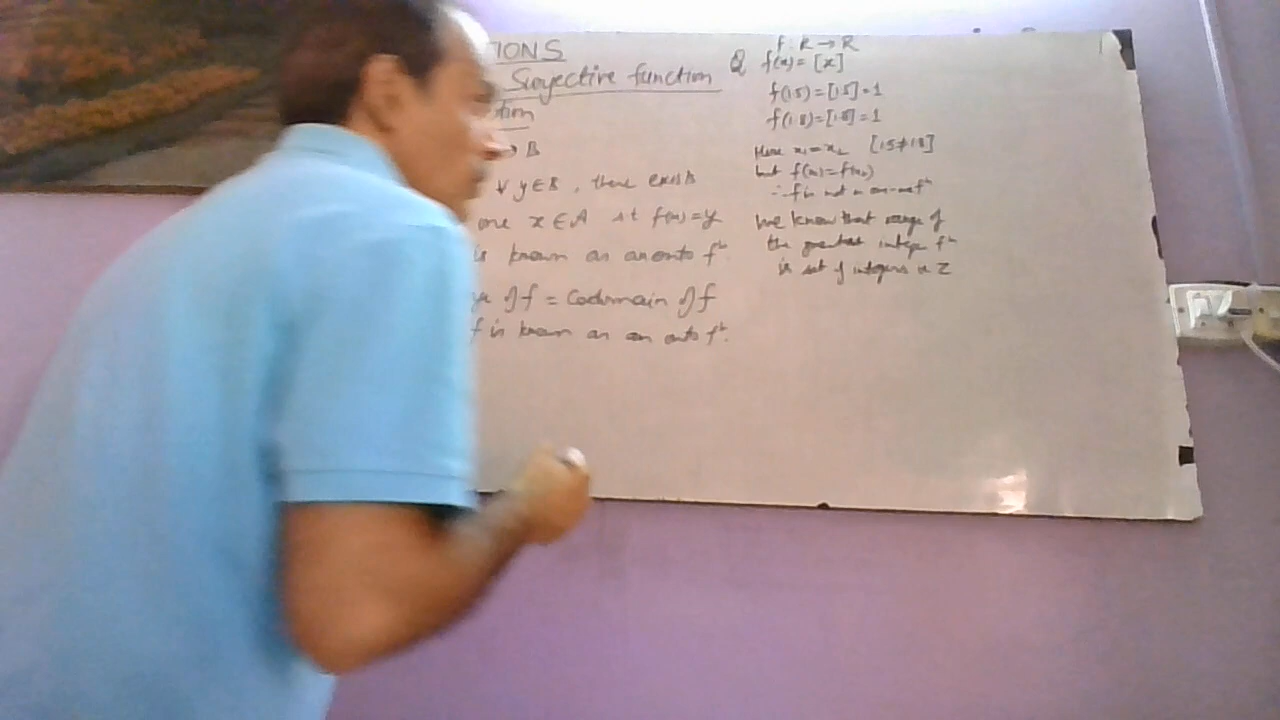 TIONS
Surjective function
ction
→ B
∀ y ∈ B, there exists
one x ∈ A st f(x) = y
is known as an onto fⁿ.
ge of f = Codomain of f
f is known as an onto fⁿ.
f: R → R
Q f(x) = [x]
f(1.5) = [1.5] = 1
f(1.8) = [1.8] = 1
Here x₁ = x₂ [1.5 ≠ 1.8]
but f(x₁) = f(x₂)
∴ f is not a one-one fⁿ
We know that range of
the greatest integer fⁿ
is set of integers Z